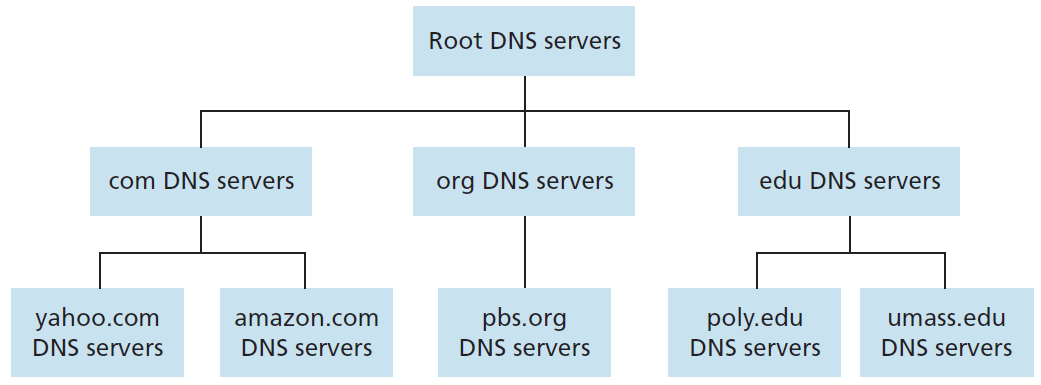 Root DNS servers
com DNS servers
org DNS servers
edu DNS servers
yahoo.com
DNS servers
amazon.com
DNS servers
pbs.org
DNS servers
poly.edu
DNS servers
umass.edu
DNS servers